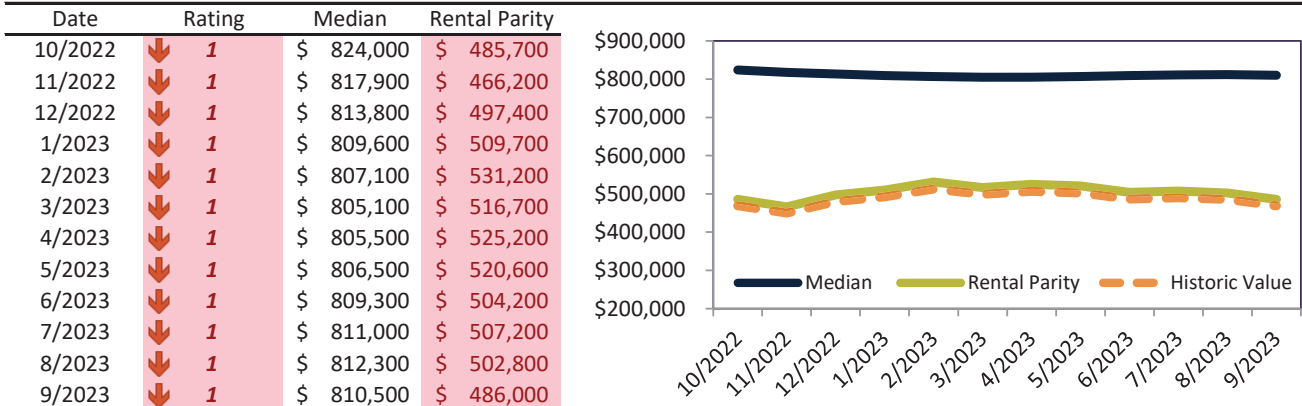 Date Rating Median Rental Parity
10/2022 1 $ 824,000 $ 485,700
11/2022 1 $ 817,900 $ 466,200
12/2022 1 $ 813,800 $ 497,400
1/2023 1 $ 809,600 $ 509,700
2/2023 1 $ 807,100 $ 531,200
3/2023 1 $ 805,100 $ 516,700
4/2023 1 $ 805,500 $ 525,200
5/2023 1 $ 806,500 $ 520,600
6/2023 1 $ 809,300 $ 504,200
7/2023 1 $ 811,000 $ 507,200
8/2023 1 $ 812,300 $ 502,800
9/2023 1 $ 810,500 $ 486,000
$900,000
$800,000
$700,000
$600,000
$500,000
$400,000
$300,000
$200,000
Median Rental Parity Historic Value
10/2022 11/2022 12/2022 1/2023 2/2023 3/2023 4/2023 5/2023 6/2023 7/2023 8/2023 9/2023